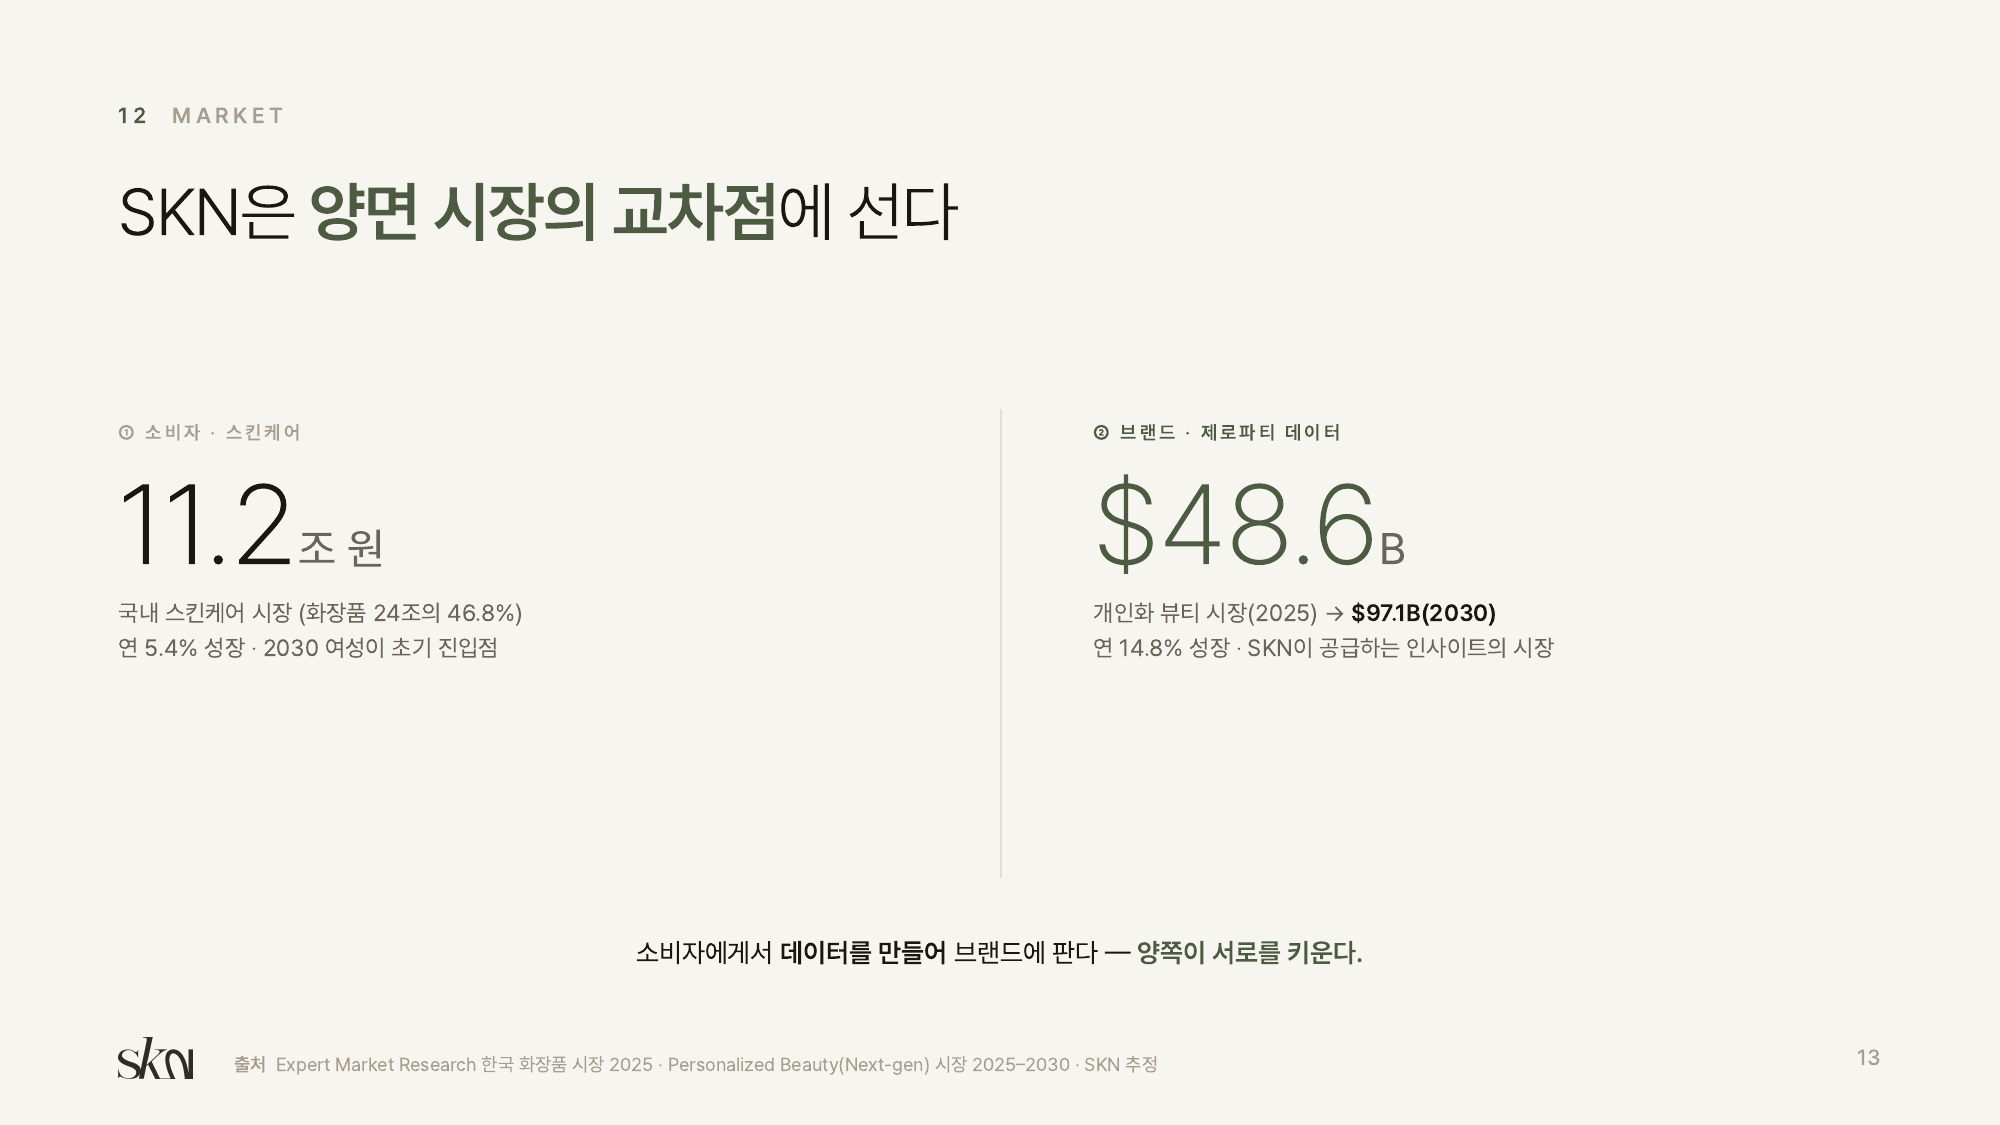 12 MARKET
SKN은 양면 시장의 교차점에 선다
① 소비자 · 스킨케어
11.2조 원
국내 스킨케어 시장 (화장품 24조의 46.8%)
연 5.4% 성장 · 2030 여성이 초기 진입점
② 브랜드 · 제로파티 데이터
$48.6B
개인화 뷰티 시장(2025) → $97.1B(2030)
연 14.8% 성장 · SKN이 공급하는 인사이트의 시장
소비자에게서 데이터를 만들어 브랜드에 판다 — 양쪽이 서로를 키운다.
skn 출처 Expert Market Research 한국 화장품 시장 2025 · Personalized Beauty(Next-gen) 시장 2025–2030 · SKN 추정
13